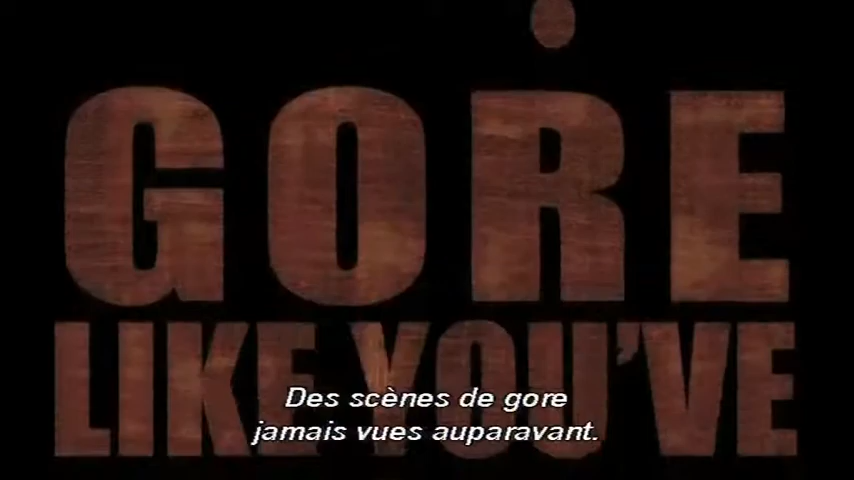 GORE
LIKE YOU'VE
Des scènes de gore
jamais vues auparavant.